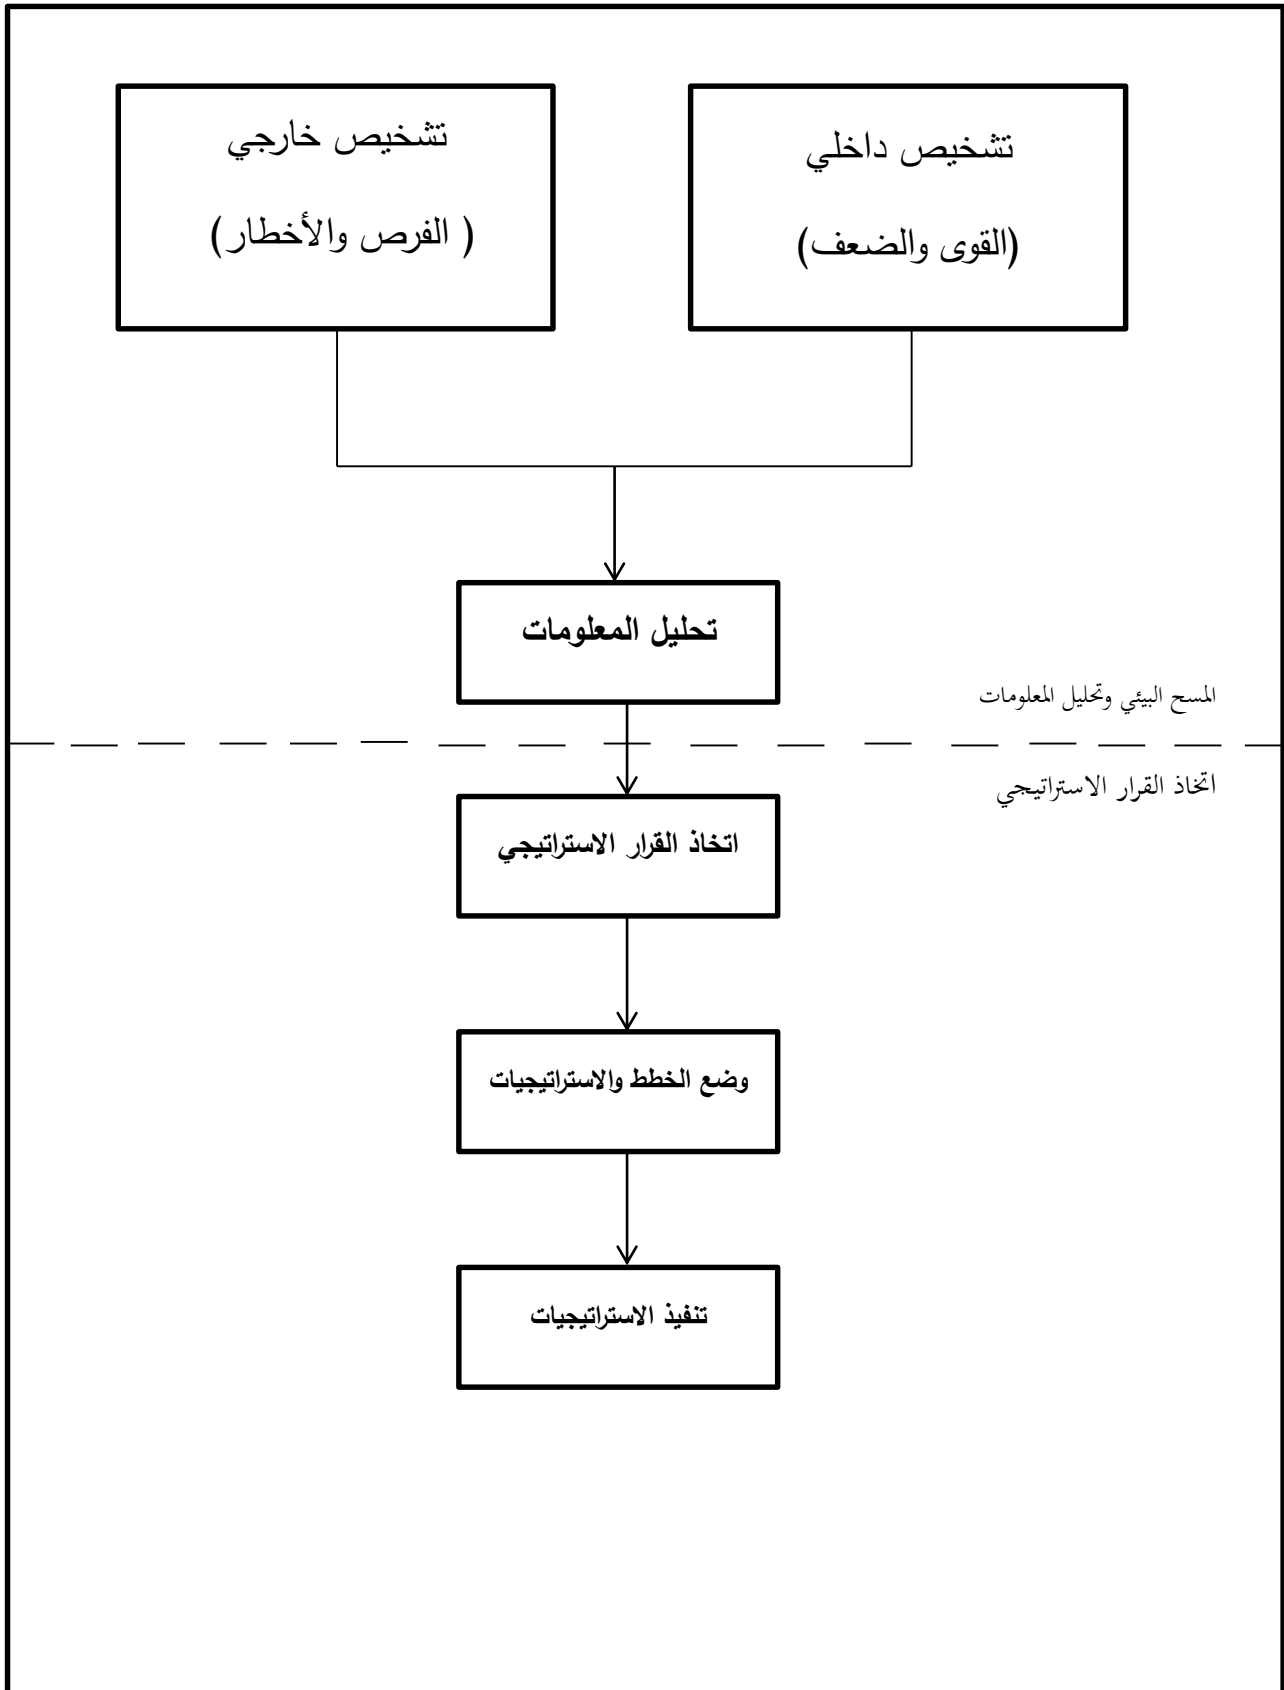 تشخيص داخلي
(القوى والضعف)
تشخيص خارجي
( الفرص والأخطار)
تحليل المعلومات
المسح البيئي وتحليل المعلومات
اتخاذ القرار الاستراتيجي
اتخاذ القرار الاستراتيجي
وضع الخطط والاستراتيجيات
تنفيذ الاستراتيجيات